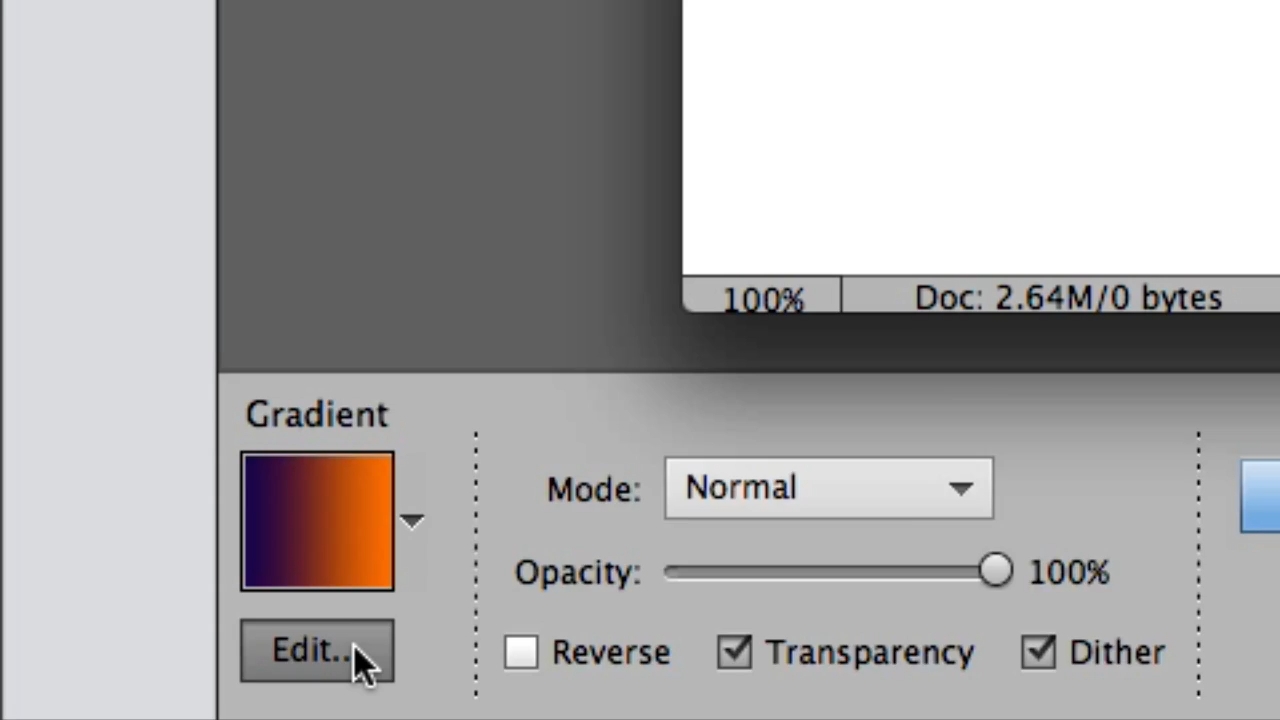 100%
Doc: 2.64M/0 bytes
Gradient
Mode: Normal
Opacity: 100%
Edit...
Reverse Transparency Dither